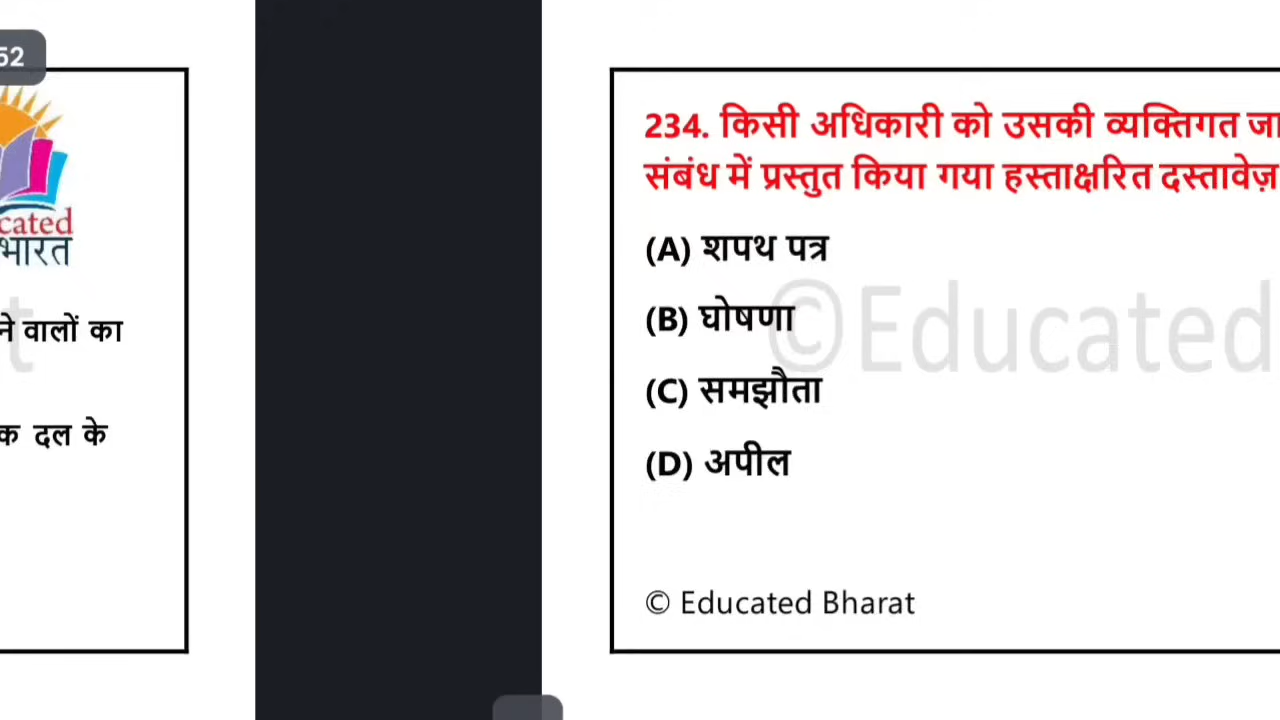 52
cated
भारत
ने वालों का
क दल के
234. किसी अधिकारी को उसकी व्यक्तिगत जा
संबंध में प्रस्तुत किया गया हस्ताक्षरित दस्तावेज़
(A) शपथ पत्र
(B) घोषणा
(C) समझौता
(D) अपील
©Educated
© Educated Bharat